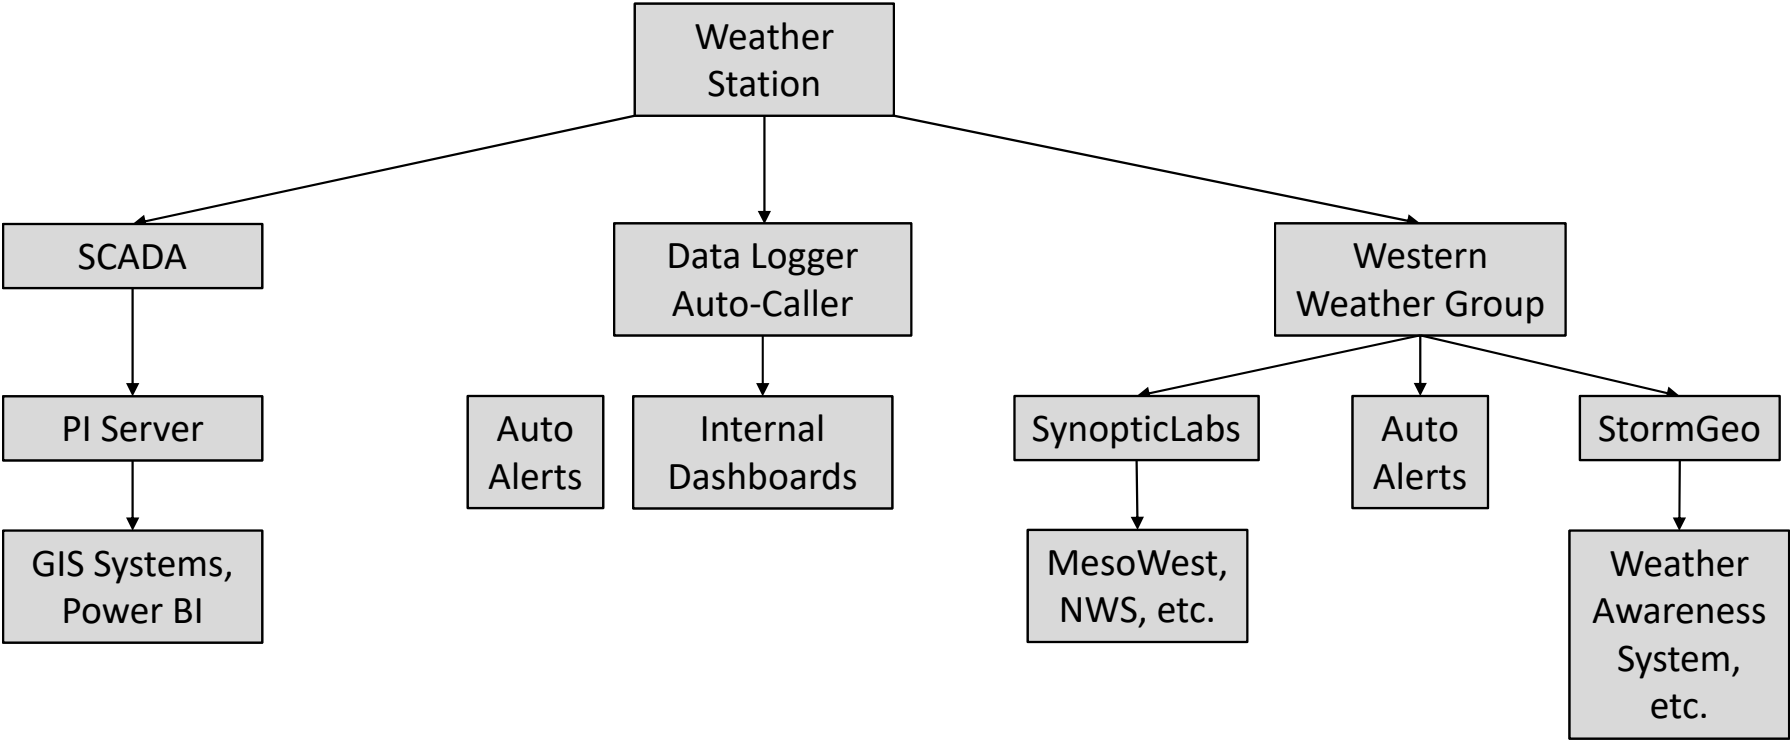 Weather
Station
SCADA
Data Logger
Auto-Caller
Western
Weather Group
PI Server
Auto
Alerts
Internal
Dashboards
SynopticLabs
Auto
Alerts
StormGeo
GIS Systems,
Power BI
MesoWest,
NWS, etc.
Weather
Awareness
System,
etc.